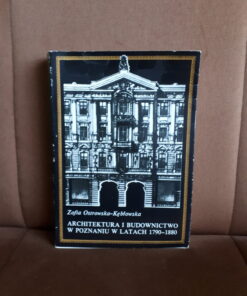 Zofia Ostrowska-Kębłowska
ARCHITEKTURA I BUDOWNICTWO
W POZNANIU W LATACH 1790-1880